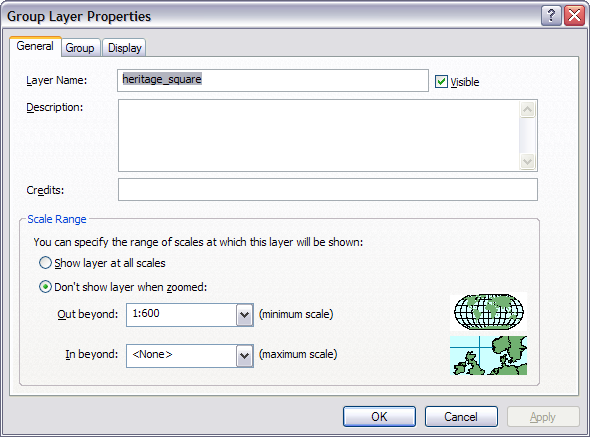 Group Layer Properties
General Group Display
Layer Name: heritage_square Visible
Description:
Credits:
Scale Range
You can specify the range of scales at which this layer will be shown:
Show layer at all scales
Don't show layer when zoomed:
Out beyond: 1:600 (minimum scale)
In beyond: <None> (maximum scale)
OK Cancel Apply